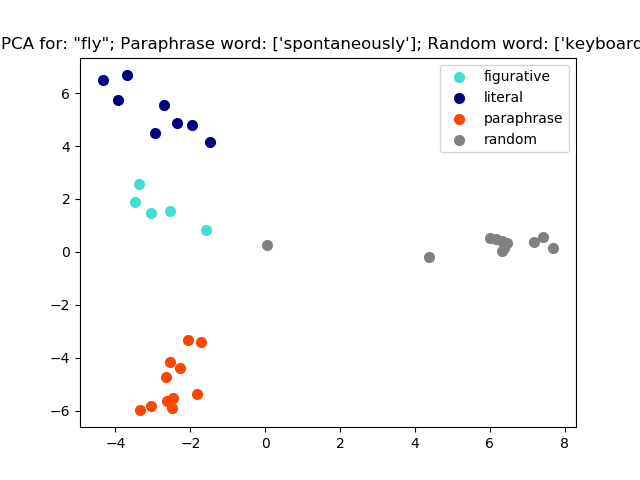 PCA for: "fly"; Paraphrase word: ['spontaneously']; Random word: ['keyboard
figurative
literal
paraphrase
random
6
4
2
0
−2
−4
−6
−4 −2 0 2 4 6 8